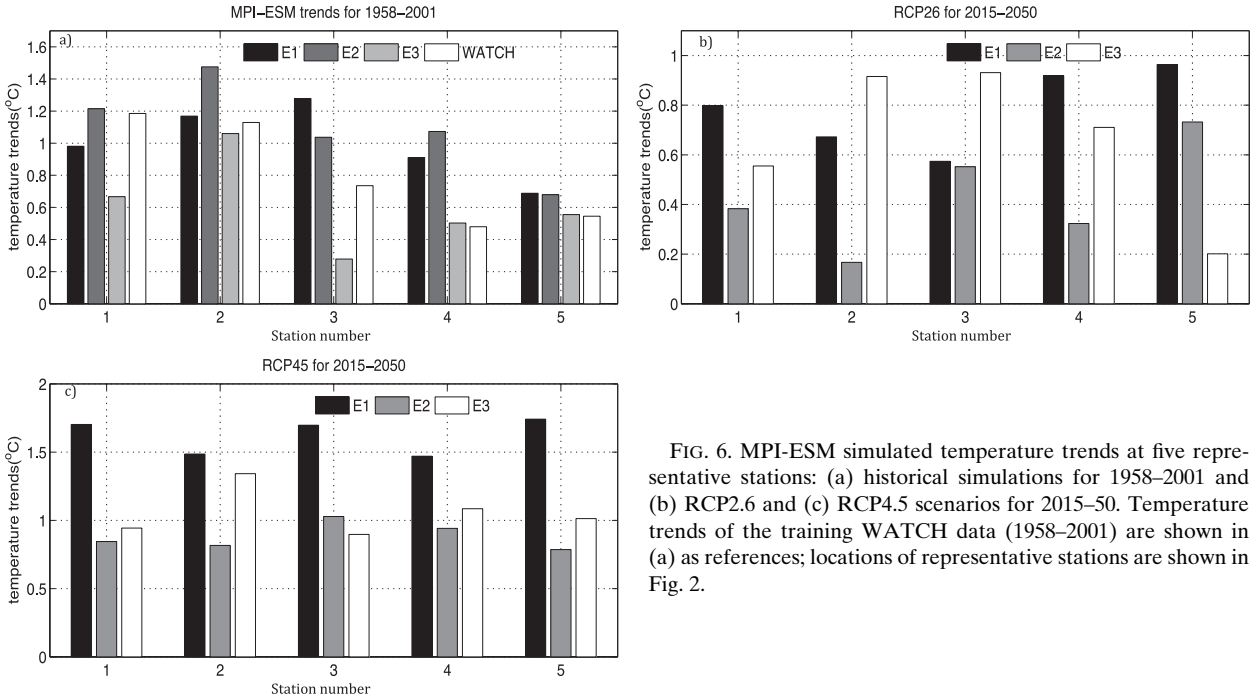 MPI−ESM trends for 1958−2001
a)
E1 E2 E3 WATCH
temperature trends(°C)
1.6
1.4
1.2
1
0.8
0.6
0.4
0.2
0
1 2 3 4 5
Station number
RCP26 for 2015−2050
b)
E1 E2 E3
temperature trends(°C)
1
0.8
0.6
0.4
0.2
0
1 2 3 4 5
Station number
RCP45 for 2015−2050
c)
E1 E2 E3
temperature trends(°C)
2
1.5
1
0.5
0
1 2 3 4 5
Station number
FIG. 6. MPI-ESM simulated temperature trends at five repre-
sentative stations: (a) historical simulations for 1958–2001 and
(b) RCP2.6 and (c) RCP4.5 scenarios for 2015–50. Temperature
trends of the training WATCH data (1958–2001) are shown in
(a) as references; locations of representative stations are shown in
Fig. 2.